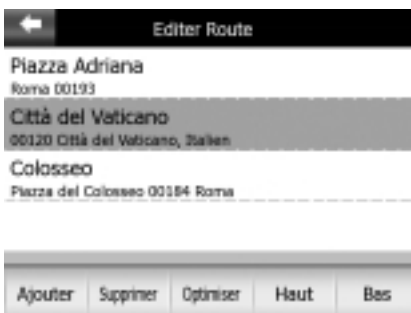 Editer Route
Piazza Adriana
Roma 00193
Città del Vaticano
00120 Città del Vaticano, Italien
Colosseo
Piazza del Colosseo 00184 Roma
Ajouter Supprimer Optimiser Haut Bas